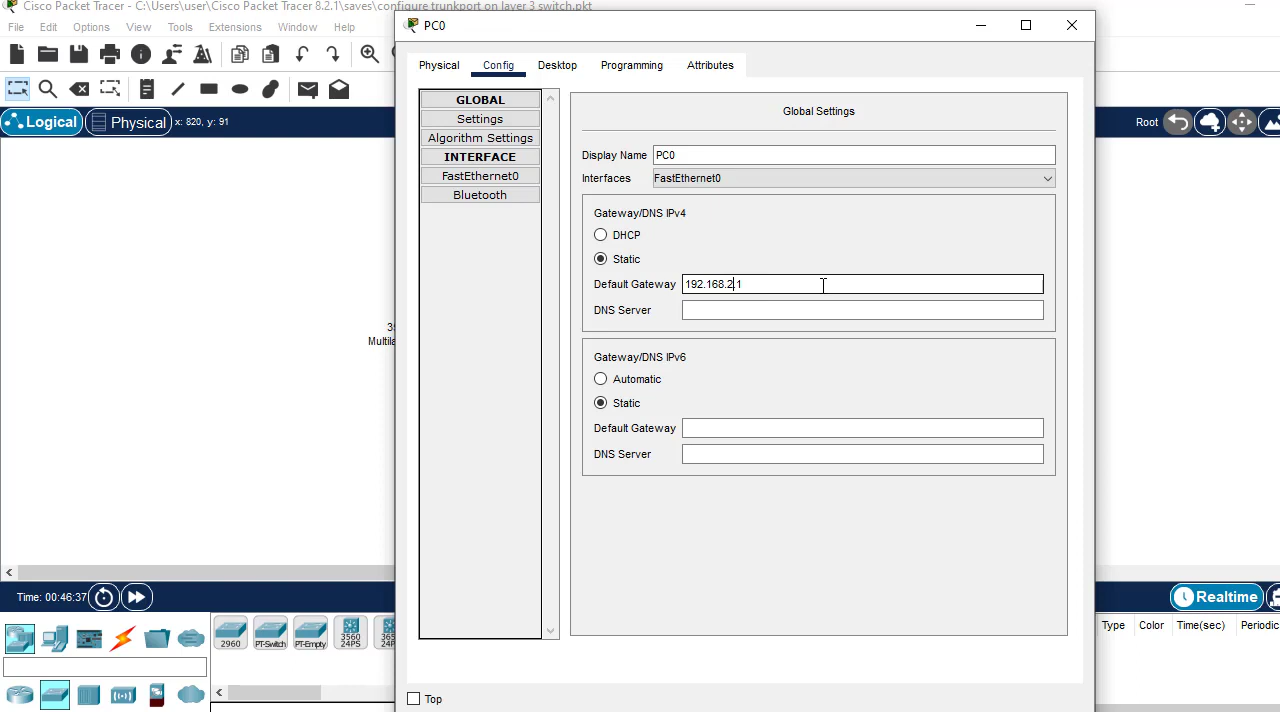 Cisco Packet Tracer - C:\Users\user\Cisco Packet Tracer 8.2.1\saves\configure trunkport on layer 3 switch.pkt
PC0
File Edit Options View Tools Extensions Window Help
Physical Config Desktop Programming Attributes
GLOBAL
Settings
Algorithm Settings
INTERFACE
FastEthernet0
Bluetooth
Global Settings
Display Name PC0
Interfaces FastEthernet0
Gateway/DNS IPv4
DHCP
Static
Default Gateway 192.168.2.1
DNS Server
Gateway/DNS IPv6
Automatic
Static
Default Gateway
DNS Server
Top
Logical Physical x: 820, y: 91
Root
Time: 00:46:37
Realtime
2960 PT-Switch PT-Empty 3560 24PS
Type Color Time(sec)